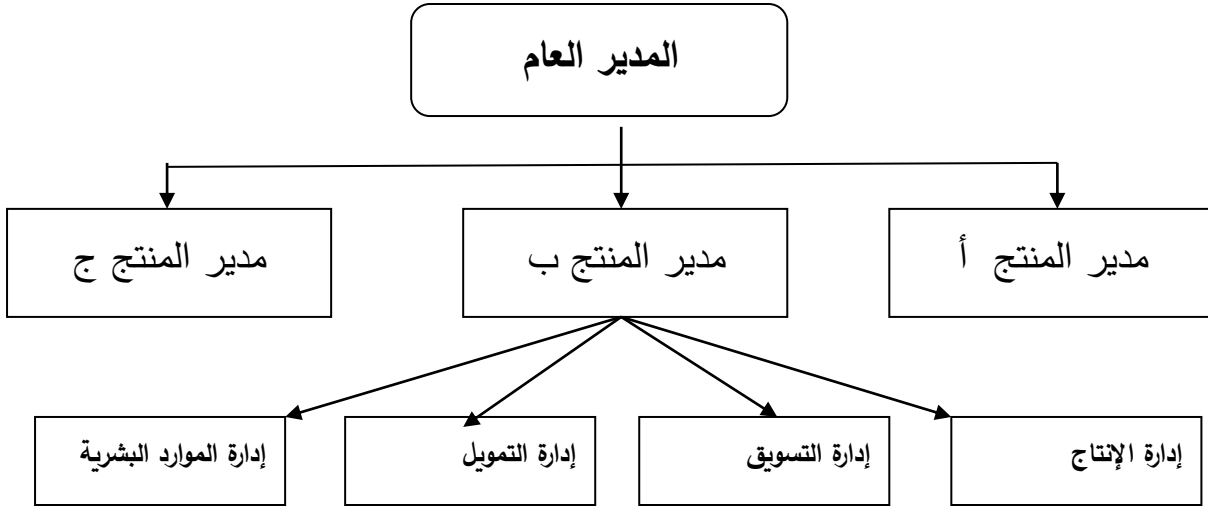 المدير العام
مدير المنتج أ
مدير المنتج ب
مدير المنتج ج
إدارة الإنتاج
إدارة التسويق
إدارة التمويل
إدارة الموارد البشرية